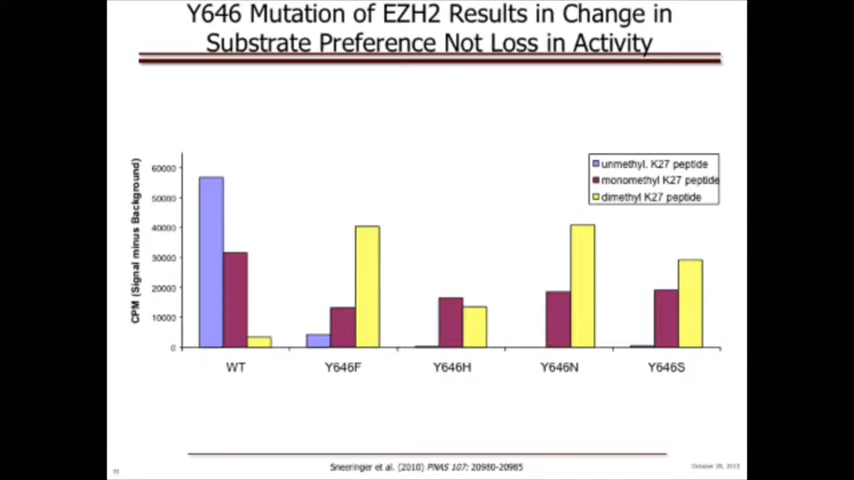 Y646 Mutation of EZH2 Results in Change in
Substrate Preference Not Loss in Activity
CPM (Signal minus Background)
60000
50000
40000
30000
20000
10000
0
unmethyl. K27 peptide
monomethyl K27 peptide
dimethyl K27 peptide
WT
Y646F
Y646H
Y646N
Y646S
Sneeringer et al. (2010) PNAS 107: 20980-20985